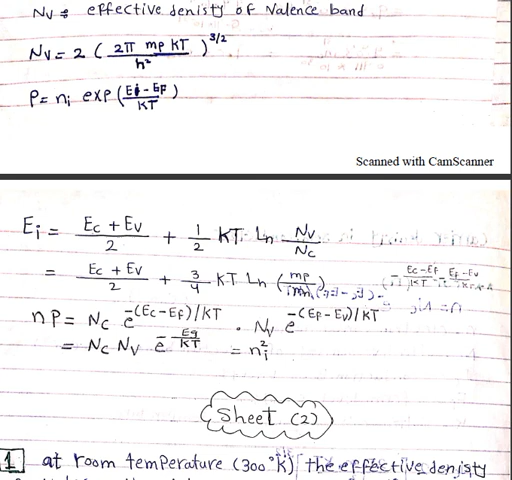 Nv ⇒ effective denisty of Valence band
Nv = 2 ( 2π mp KT / h² )^3/2
P = ni exp ( Ei - EF / KT )
Scanned with CamScanner
Ei = Ec + Ev / 2 + 1/2 KT Ln Nv / Nc
= Ec + Ev / 2 + 3/4 KT Ln ( mp / mn )
nP = Nc e^-(Ec-EF)/KT . Nv e^-(EF-Ev)/KT
= Nc Nv e^-Eg/KT = ni²
Sheet (2)
1 at room temperature (300°K) the effective denisty